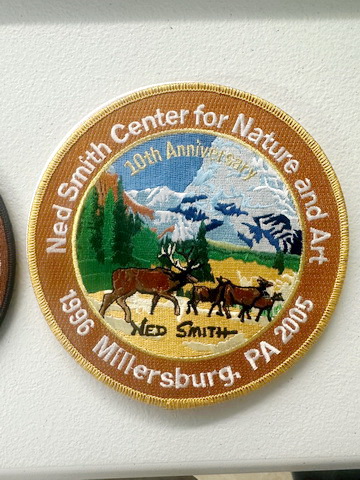 Ned Smith Center for Nature and Art
10th Anniversary
NED SMITH
1996 Millersburg, PA 2005